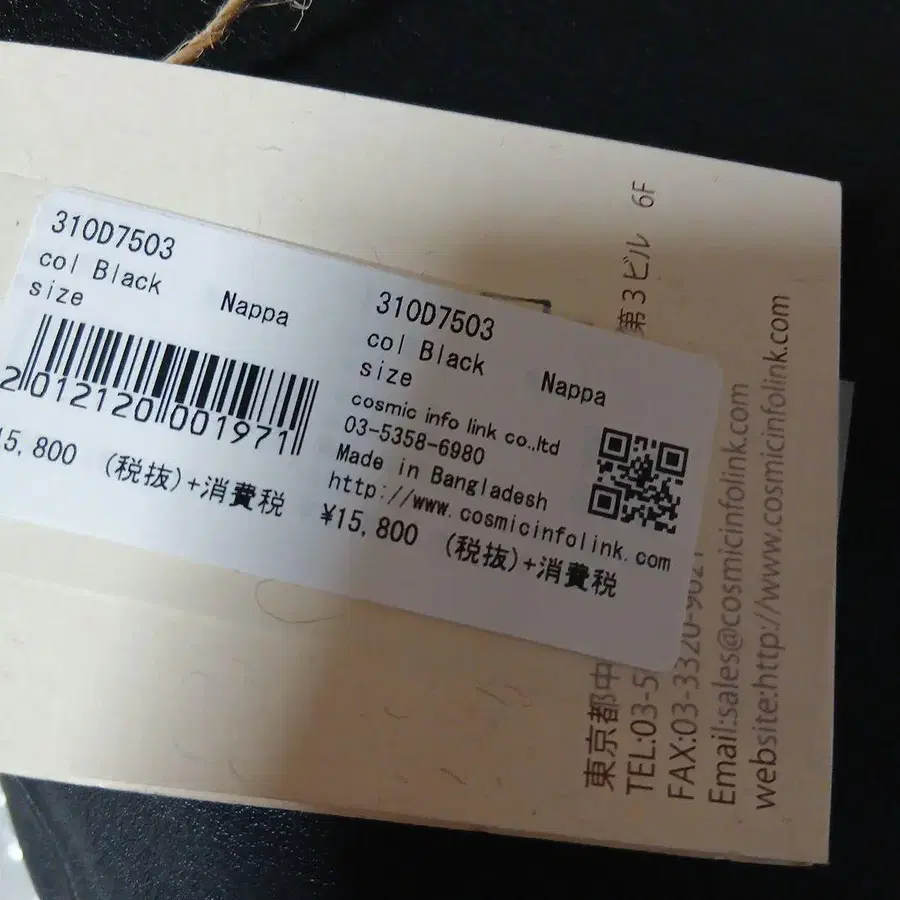 310D7503
col Black
size
Nappa
2012120001971
15,800 (税抜)+消費税
310D7503
col Black
size
Nappa
cosmic info link co.,ltd
03-5358-6980
Made in Bangladesh
http://www.cosmicinfolink.com
¥15,800 (税抜)+消費税
第3ビル 6F
東京都中
TEL:03-5
FAX:03-3320-9021
Email:sales@cosmicinfolink.com
website:http://www.cosmicinfolink.com